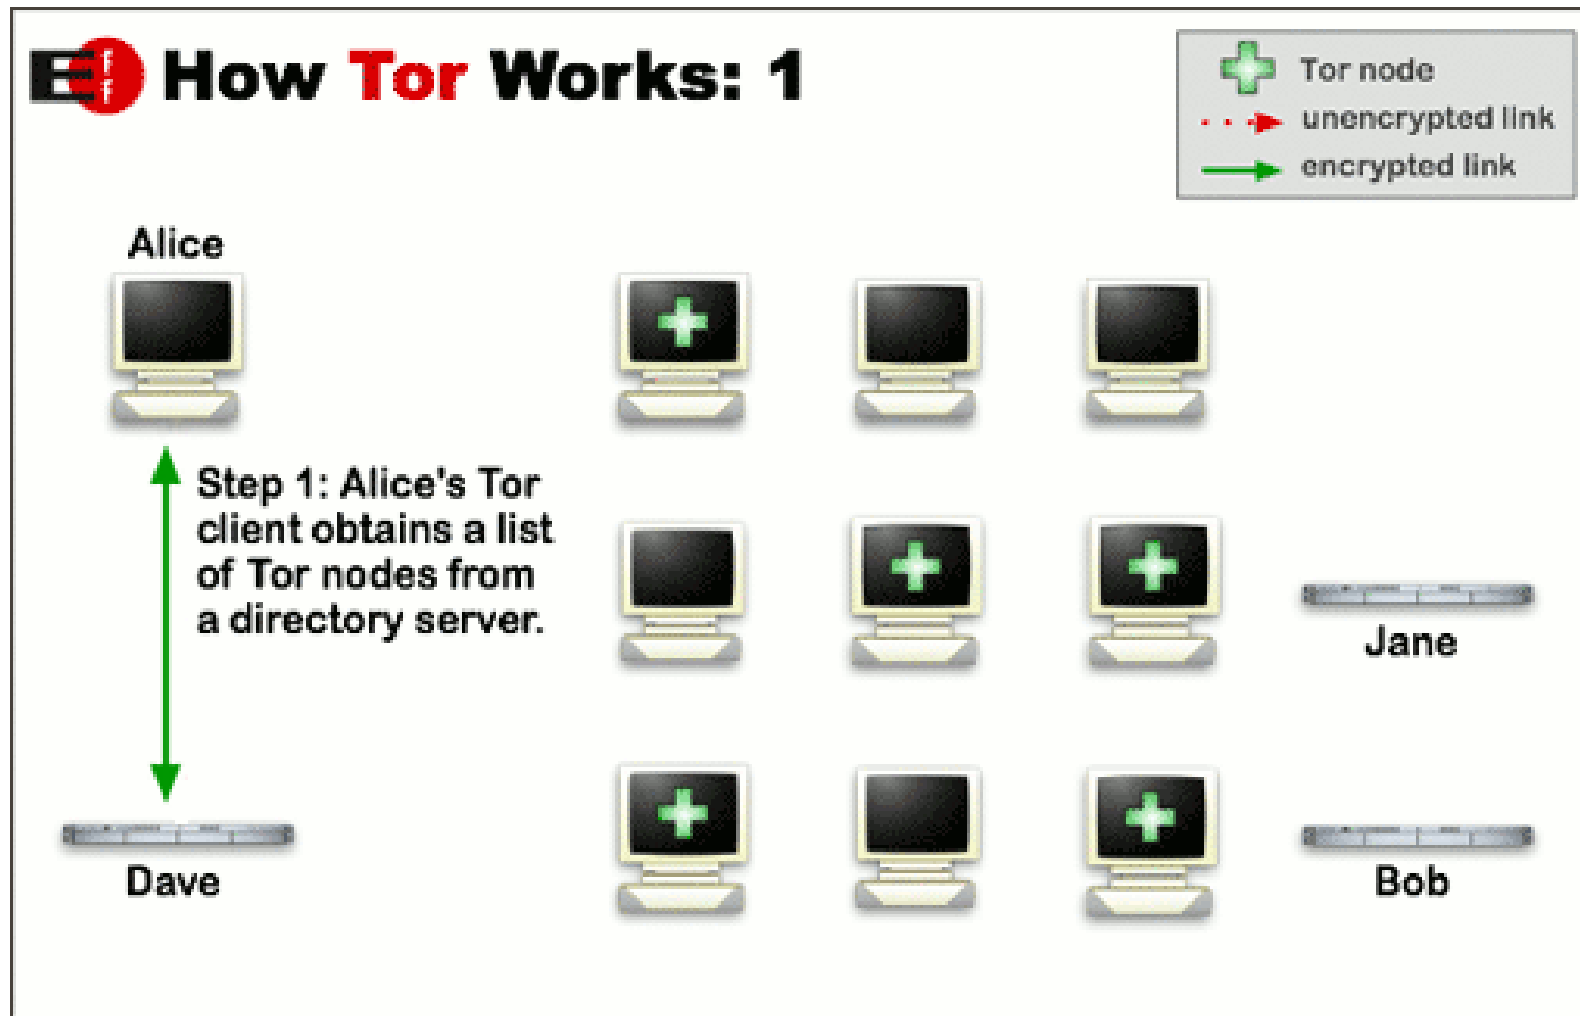 EFF How Tor Works: 1
Tor node
unencrypted link
encrypted link
Alice
Step 1: Alice's Tor
client obtains a list
of Tor nodes from
a directory server.
Jane
Dave
Bob